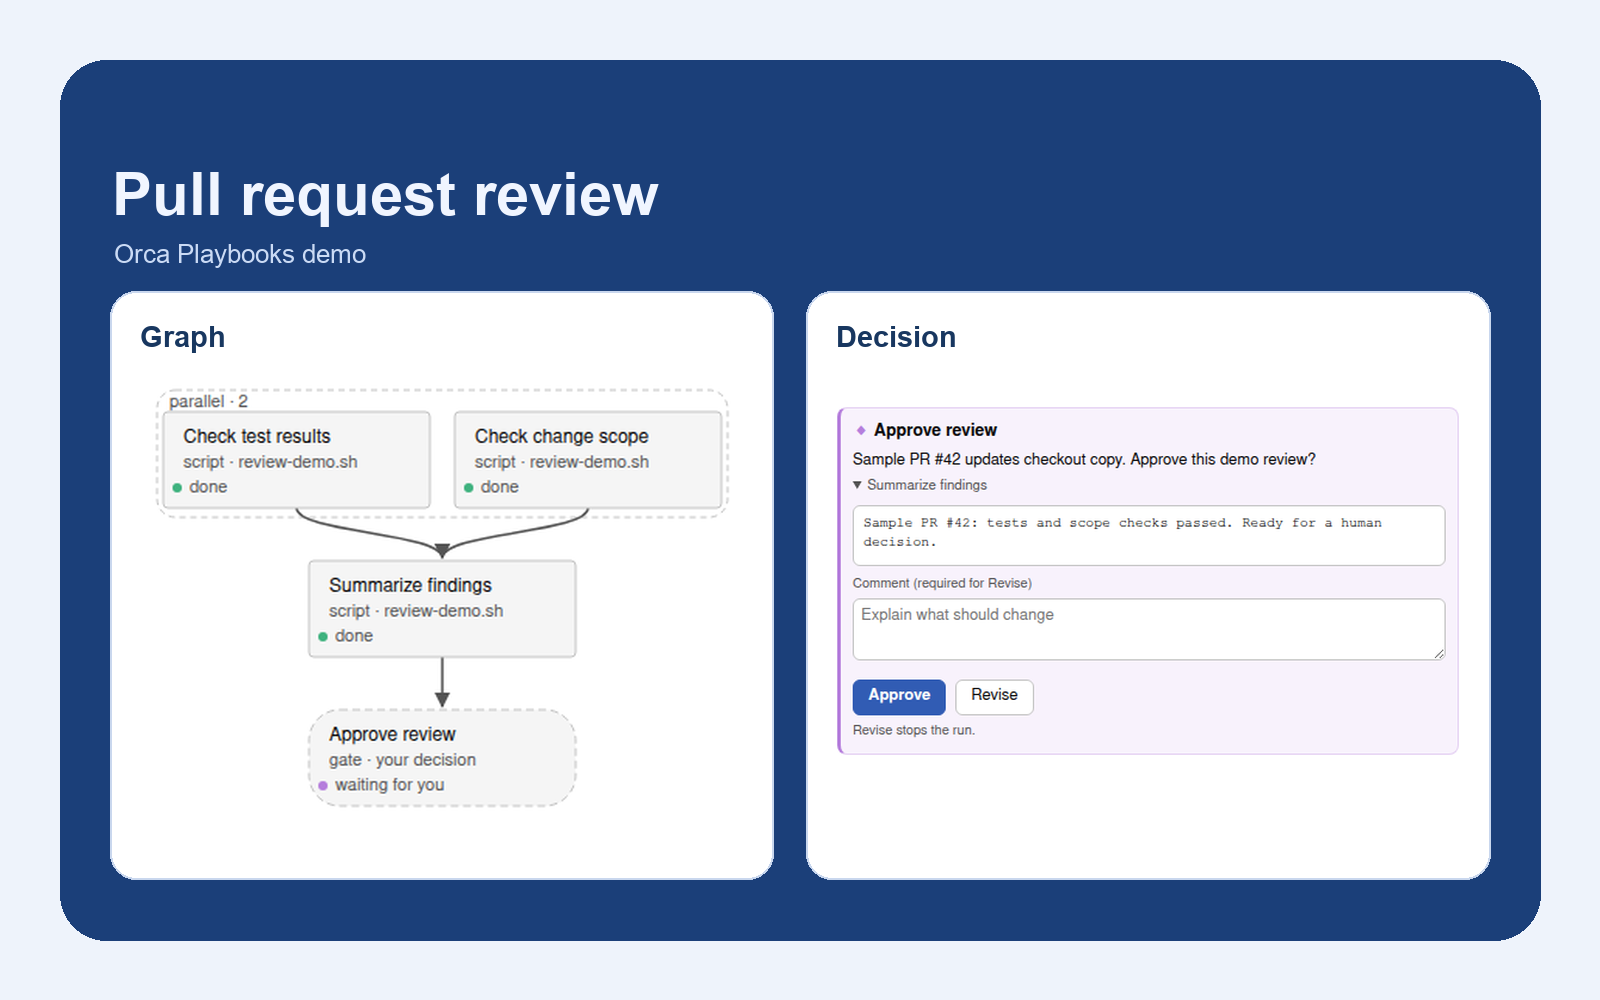 Pull request review
Orca Playbooks demo
Graph
parallel · 2
Check test results
script · review-demo.sh
done
Check change scope
script · review-demo.sh
done
Summarize findings
script · review-demo.sh
done
Approve review
gate · your decision
waiting for you
Decision
Approve review
Sample PR #42 updates checkout copy. Approve this demo review?
Summarize findings
Sample PR #42: tests and scope checks passed. Ready for a human
decision.
Comment (required for Revise)
Explain what should change
Approve
Revise
Revise stops the run.